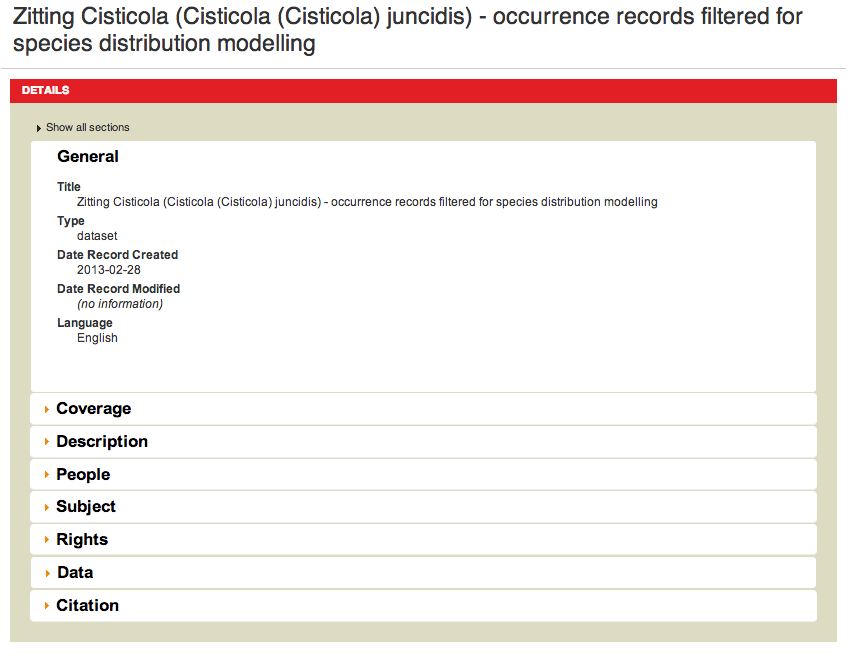 Zitting Cisticola (Cisticola (Cisticola) juncidis) - occurrence records filtered for
species distribution modelling
DETAILS
Show all sections
General
Title
Zitting Cisticola (Cisticola (Cisticola) juncidis) - occurrence records filtered for species distribution modelling
Type
dataset
Date Record Created
2013-02-28
Date Record Modified
(no information)
Language
English
Coverage
Description
People
Subject
Rights
Data
Citation